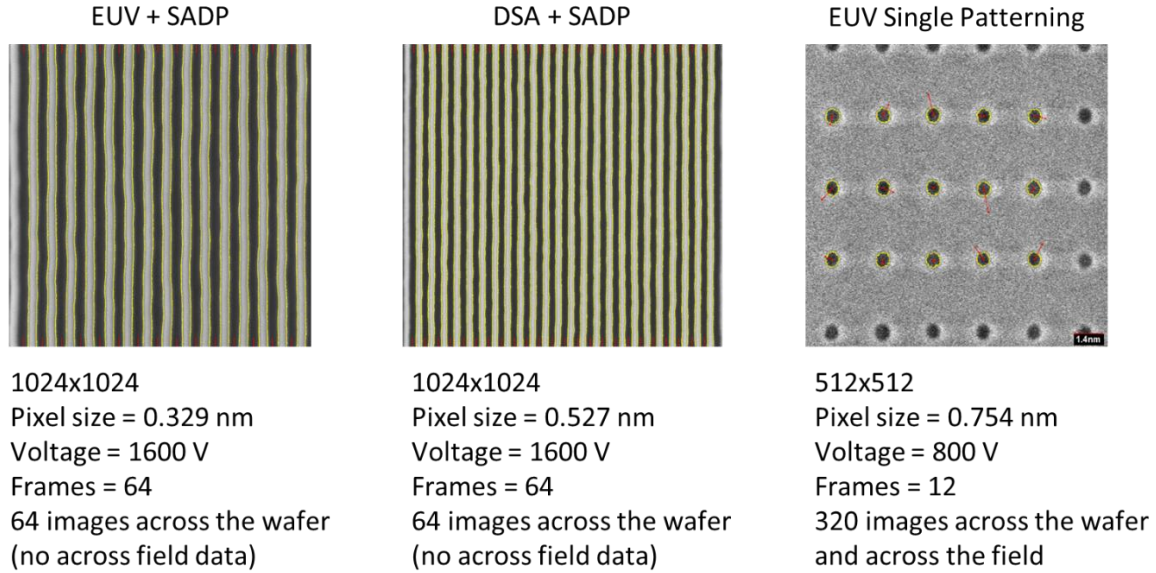 EUV + SADP
DSA + SADP
EUV Single Patterning
1.4nm
1024x1024
Pixel size = 0.329 nm
Voltage = 1600 V
Frames = 64
64 images across the wafer
(no across field data)
1024x1024
Pixel size = 0.527 nm
Voltage = 1600 V
Frames = 64
64 images across the wafer
(no across field data)
512x512
Pixel size = 0.754 nm
Voltage = 800 V
Frames = 12
320 images across the wafer
and across the field